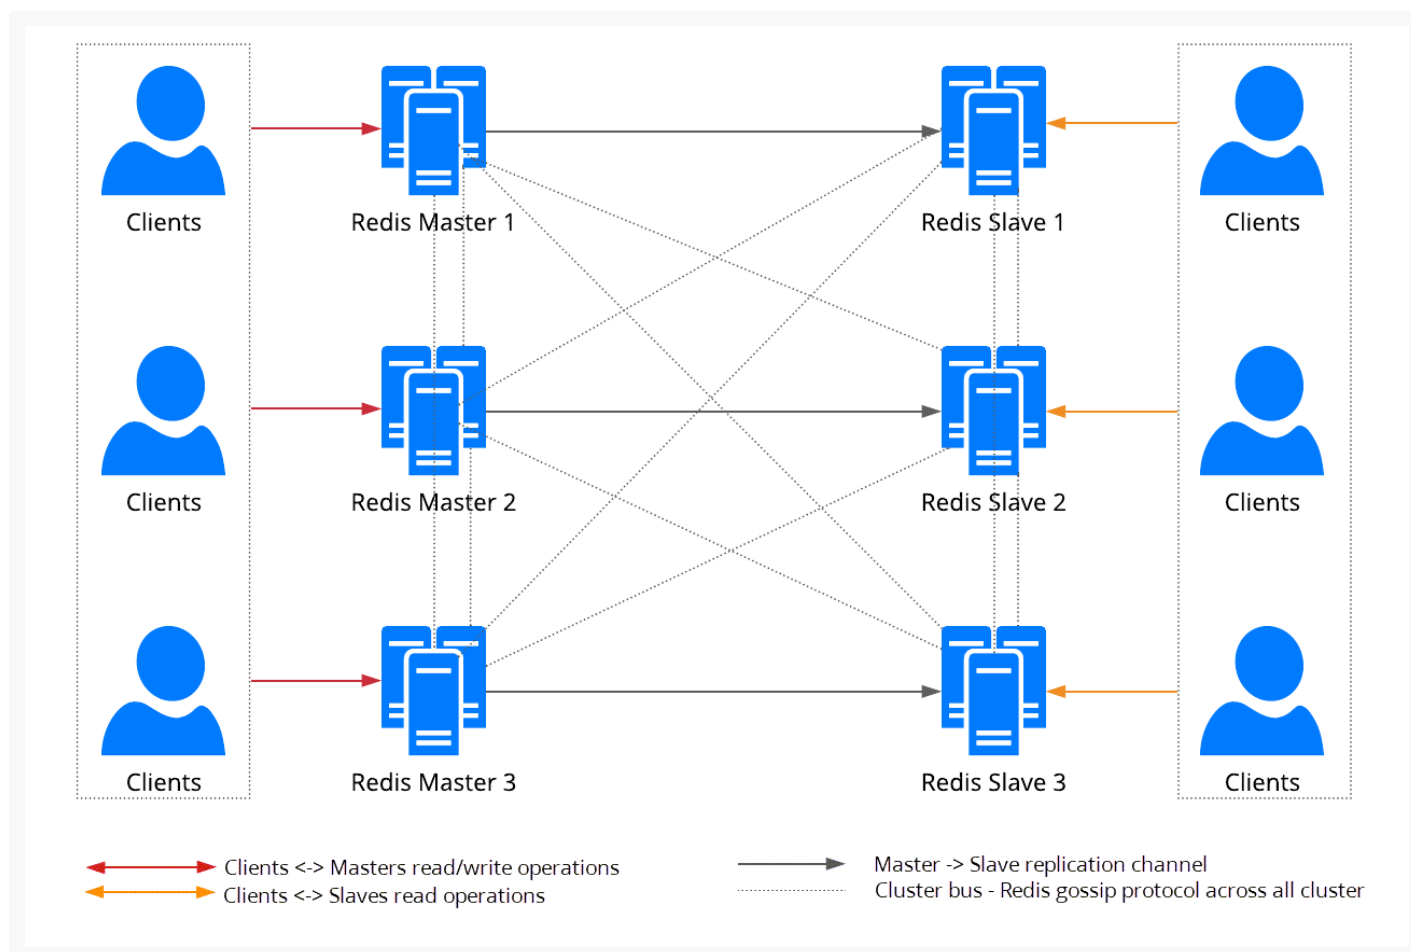 Clients
Redis Master 1
Redis Slave 1
Clients
Clients
Redis Master 2
Redis Slave 2
Clients
Clients
Redis Master 3
Redis Slave 3
Clients
Clients <-> Masters read/write operations
Clients <-> Slaves read operations
Master -> Slave replication channel
Cluster bus - Redis gossip protocol across all cluster